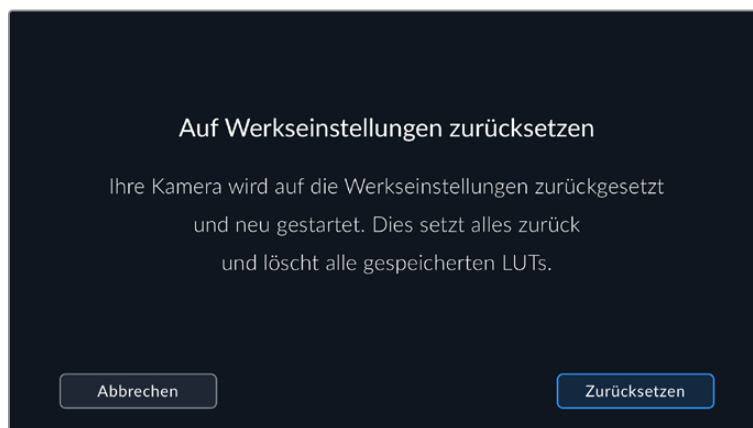 Auf Werkseinstellungen zurücksetzen
Ihre Kamera wird auf die Werkseinstellungen zurückgesetzt
und neu gestartet. Dies setzt alles zurück
und löscht alle gespeicherten LUTs.
Abbrechen
Zurücksetzen